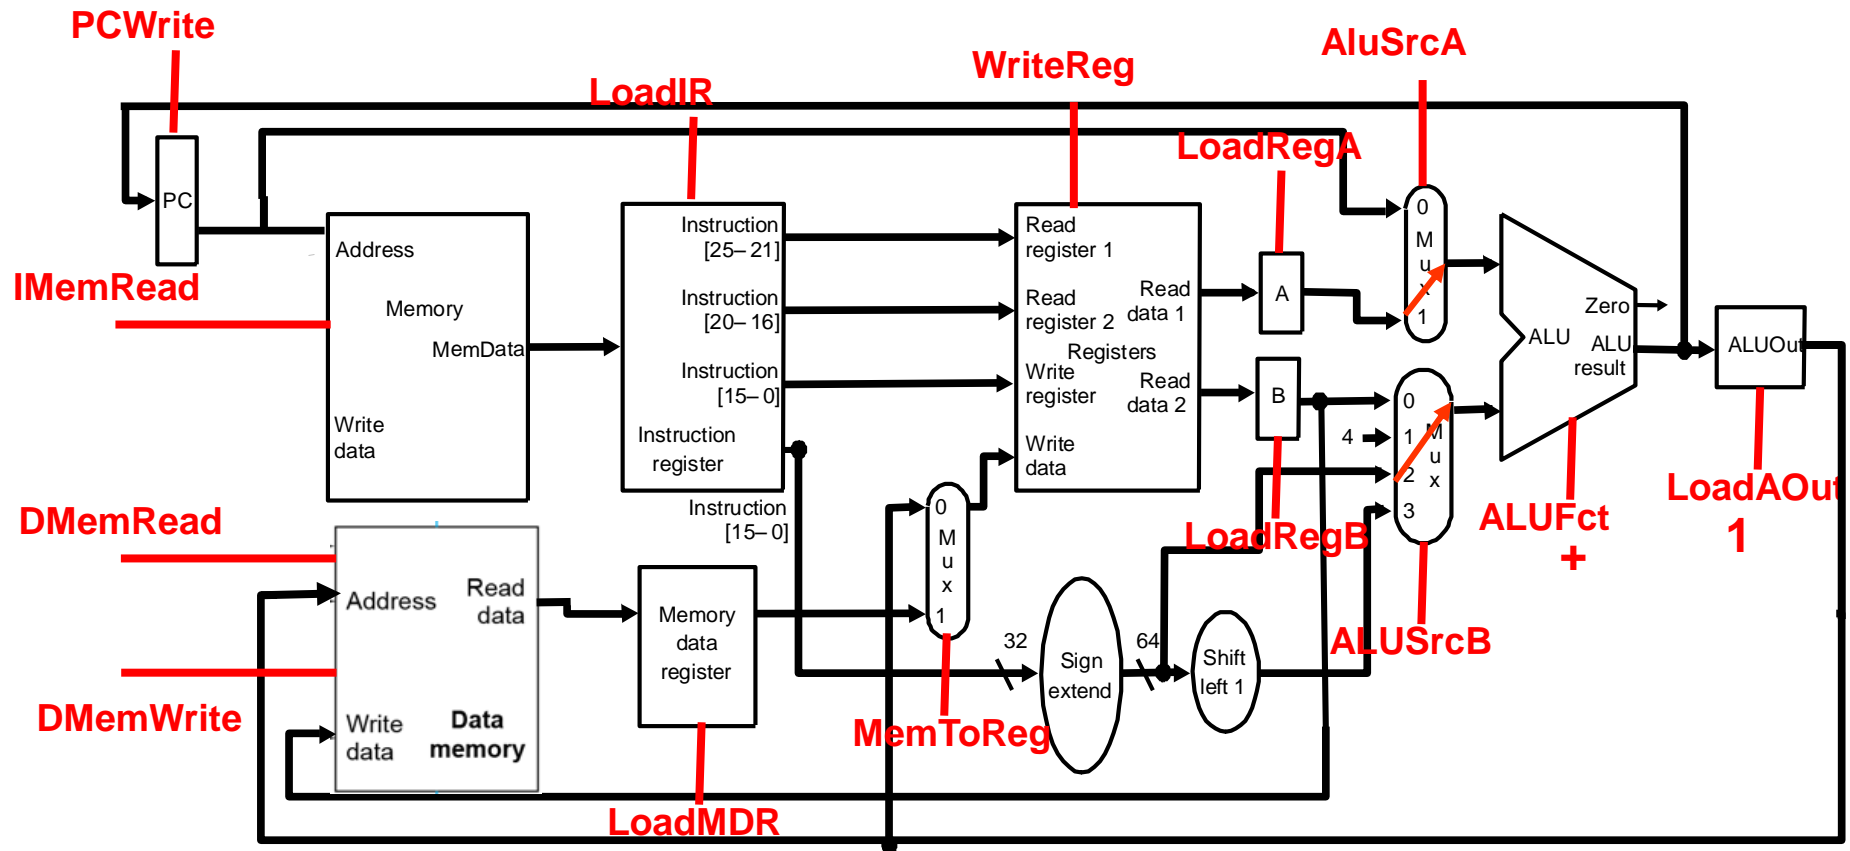 PCWrite
LoadIR
WriteReg
AluSrcA
LoadRegA
PC
IMemRead
Address
Memory
MemData
Write
data
Instruction
[25–21]
Instruction
[20–16]
Instruction
[15–0]
Instruction
register
Instruction
[15–0]
Read
register 1
Read
register 2
Read
data 1
Registers
Write
register
Read
data 2
Write
data
A
B
0
M
u
x
1
4
0
1
2
3
M
u
x
Zero
ALU
ALU
result
ALUOut
LoadAOut
1
ALUFct
+
LoadRegB
ALUSrcB
DMemRead
Address
Read
data
DMemWrite
Write
data
Data
memory
Memory
data
register
LoadMDR
0
M
u
x
1
MemToReg
32
Sign
extend
64
Shift
left 1